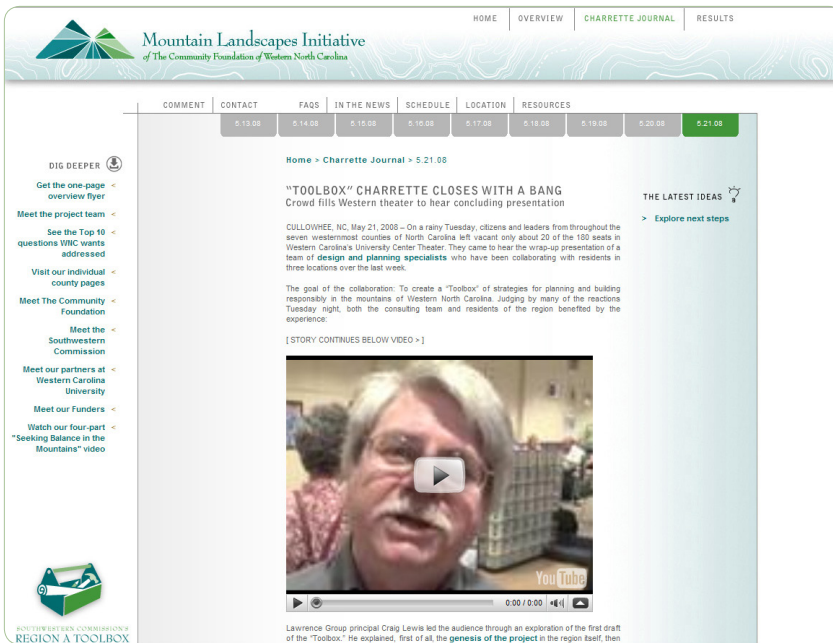 HOME
OVERVIEW
CHARRETTE JOURNAL
RESULTS
Mountain Landscapes Initiative
of The Community Foundation of Western North Carolina
COMMENT
CONTACT
FAQS
IN THE NEWS
SCHEDULE
LOCATION
RESOURCES
5.13.08
5.14.08
5.15.08
5.16.08
5.17.08
5.18.08
5.19.08
5.20.08
5.21.08
DIG DEEPER
Get the one-page <
overview flyer
Meet the project team <
See the Top 10 <
questions WNC wants
addressed
Visit our individual <
county pages
Meet The Community <
Foundation
Meet the <
Southwestern
Commission
Meet our partners at <
Western Carolina
University
Meet our Funders <
Watch our four-part <
"Seeking Balance in the
Mountains" video
SOUTHWESTERN COMMISSION'S
REGION A TOOLBOX
Home > Charrette Journal > 5.21.08
"TOOLBOX" CHARRETTE CLOSES WITH A BANG
Crowd fills Western theater to hear concluding presentation
CULLOWHEE, NC, May 21, 2008 – On a rainy Tuesday, citizens and leaders from throughout the
seven westernmost counties of North Carolina left vacant only about 20 of the 180 seats in
Western Carolina's University Center Theater. They came to hear the wrap-up presentation of a
team of design and planning specialists who have been collaborating with residents in
three locations over the last week.
The goal of the collaboration: To create a "Toolbox" of strategies for planning and building
responsibly in the mountains of Western North Carolina. Judging by many of the reactions
Tuesday night, both the consulting team and residents of the region benefited by the
experience:
[ STORY CONTINUES BELOW VIDEO > ]
YouTube
0:00 / 0:00
Lawrence Group principal Craig Lewis led the audience through an exploration of the first draft
of the "Toolbox." He explained, first of all, the genesis of the project in the region itself, then
THE LATEST IDEAS
> Explore next steps